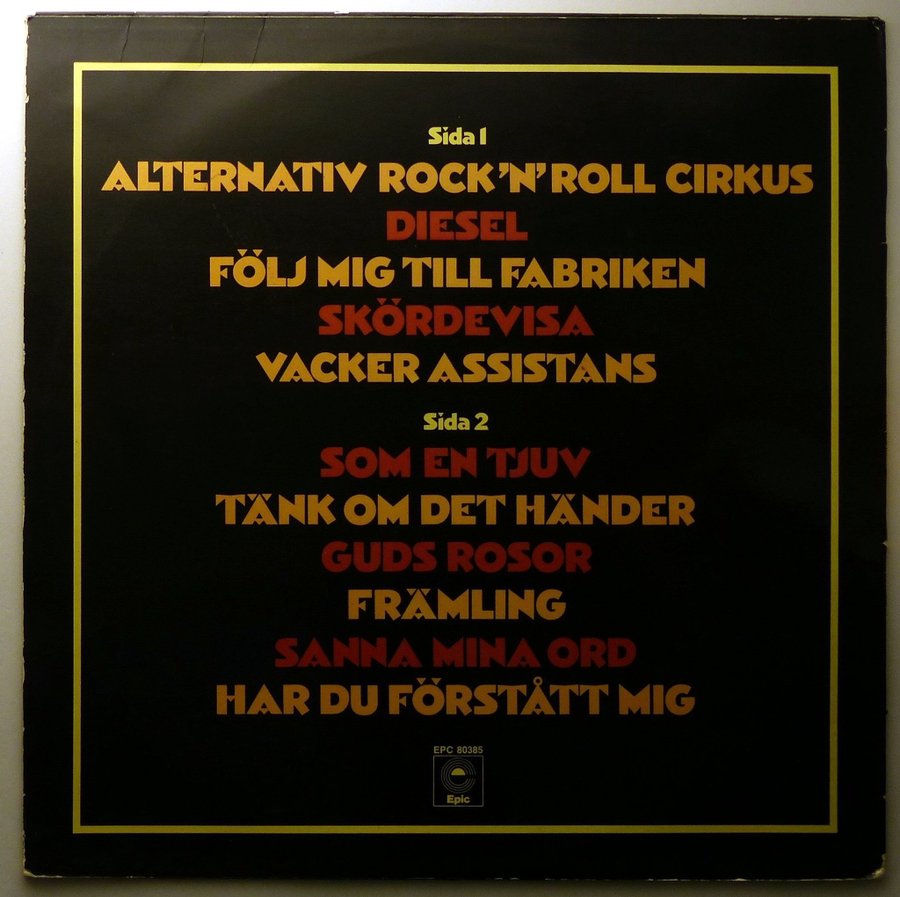 Sida 1
ALTERNATIV ROCK'N'ROLL CIRKUS
DIESEL
FÖLJ MIG TILL FABRIKEN
SKÖRDEVISA
VACKER ASSISTANS
Sida 2
SOM EN TJUV
TÄNK OM DET HÄNDER
GUDS ROSOR
FRÄMLING
SANNA MINA ORD
HAR DU FÖRSTÅTT MIG
EPC 80385
Epic